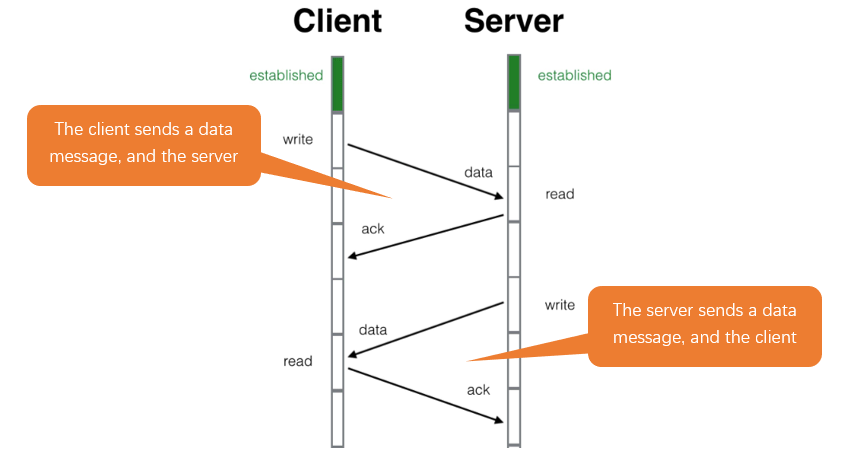 Client Server
established established
The client sends a data
message, and the server
write
data
read
ack
write
The server sends a data
message, and the client
data
read
ack